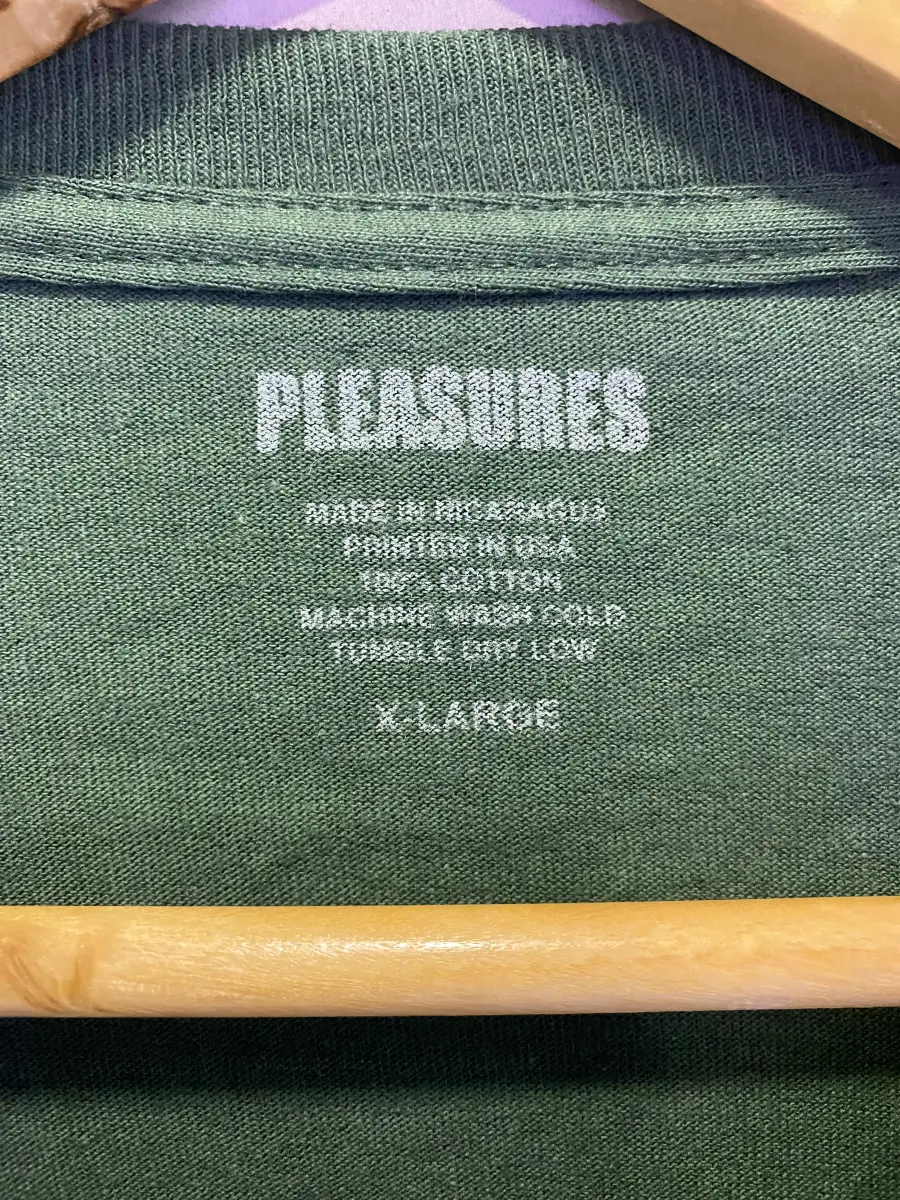 PLEASURES
MADE IN NICARAGUA
PRINTED IN USA
100% COTTON
MACHINE WASH COLD
TUMBLE DRY LOW
X-LARGE